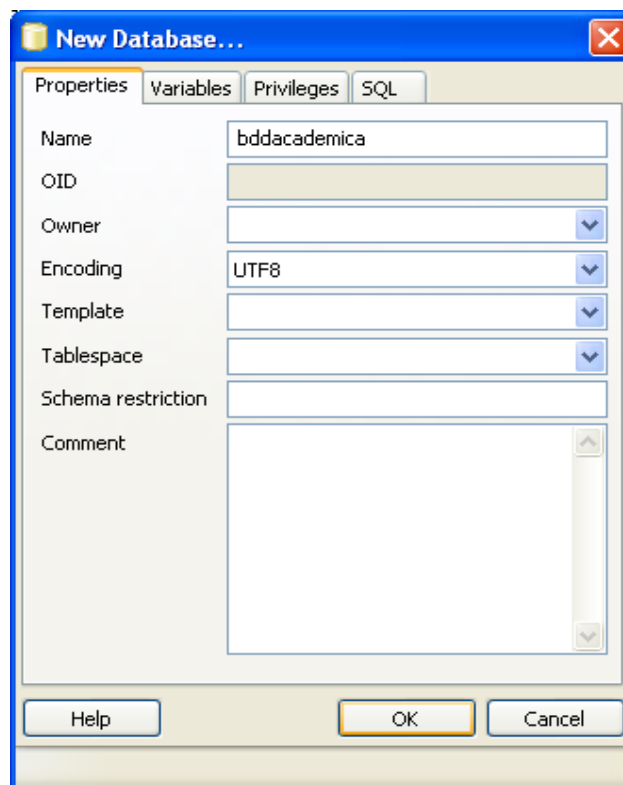 New Database...
Properties Variables Privileges SQL
Name bddacademica
OID
Owner
Encoding UTF8
Template
Tablespace
Schema restriction
Comment
Help OK Cancel